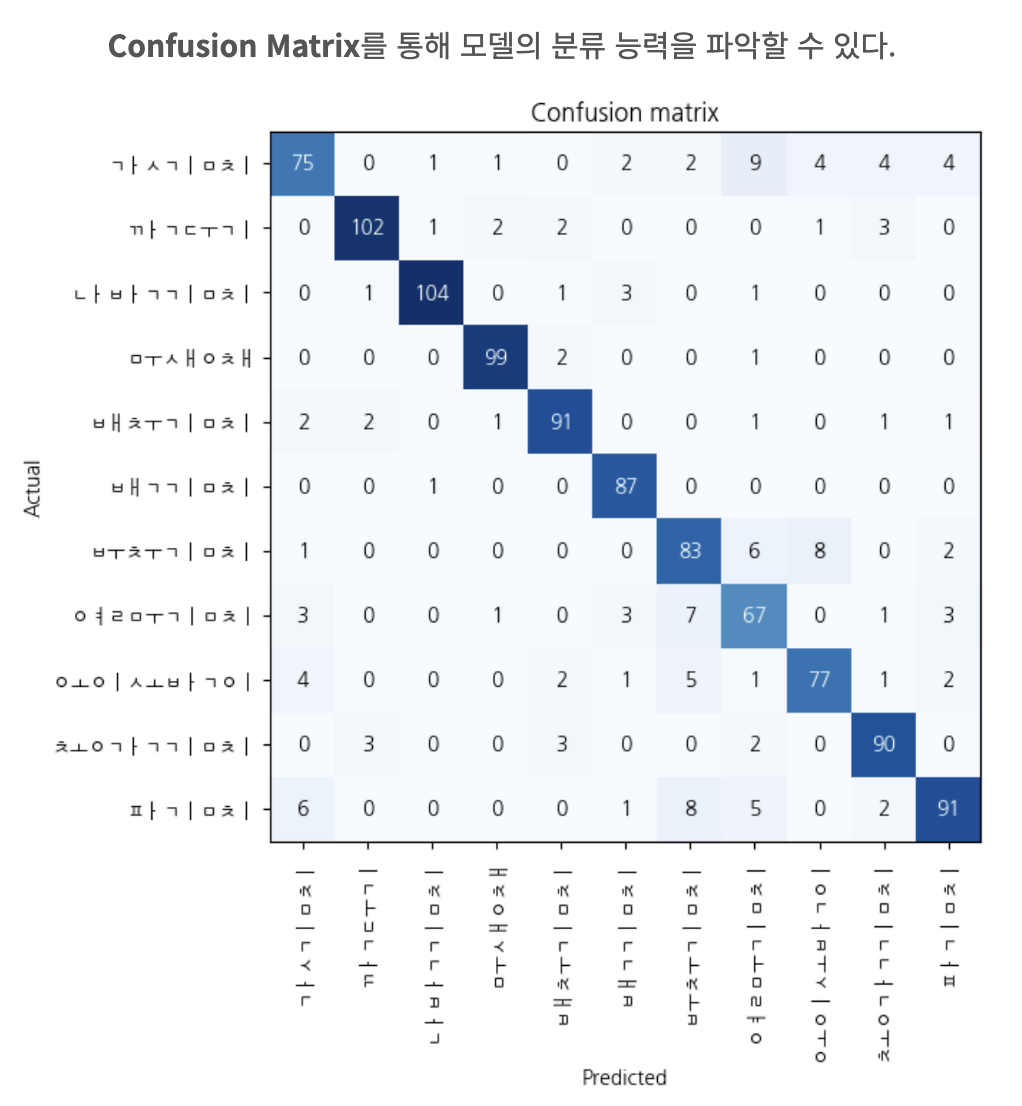 Confusion Matrix를 통해 모델의 분류 능력을 파악할 수 있다.
Confusion matrix
Actual
ㄱㅏㅅㄱㅣㅁㅊㅣ 75 0 1 1 0 2 2 9 4 4 4
ㄲㅏㄱㄷㅜㄱㅣ 0 102 1 2 2 0 0 0 1 3 0
ㄴㅏㅂㅏㄱㄱㅣㅁㅊㅣ 0 1 104 0 1 3 0 1 0 0 0
ㅁㅜㅅㅐㅇㅊㅐ 0 0 0 99 2 0 0 1 0 0 0
ㅂㅐㅊㅜㄱㅣㅁㅊㅣ 2 2 0 1 91 0 0 1 0 1 1
ㅂㅐㄱㄱㅣㅁㅊㅣ 0 0 1 0 0 87 0 0 0 0 0
ㅂㅜㅊㅜㄱㅣㅁㅊㅣ 1 0 0 0 0 0 83 6 8 0 2
ㅇㅕㄹㅁㅜㄱㅣㅁㅊㅣ 3 0 0 1 0 3 7 67 0 1 3
ㅇㅗㅇㅣㅅㅗㅂㅏㄱㅇㅣ 4 0 0 0 2 1 5 1 77 1 2
ㅊㅗㅇㄱㅏㄱㄱㅣㅁㅊㅣ 0 3 0 0 3 0 0 2 0 90 0
ㅍㅏㄱㅣㅁㅊㅣ 6 0 0 0 0 1 8 5 0 2 91
ㄱㅏㅅㄱㅣㅁㅊㅣ
ㄲㅏㄱㄷㅜㄱㅣ
ㄴㅏㅂㅏㄱㄱㅣㅁㅊㅣ
ㅁㅜㅅㅐㅇㅊㅐ
ㅂㅐㅊㅜㄱㅣㅁㅊㅣ
ㅂㅐㄱㄱㅣㅁㅊㅣ
ㅂㅜㅊㅜㄱㅣㅁㅊㅣ
ㅇㅕㄹㅁㅜㄱㅣㅁㅊㅣ
ㅇㅗㅇㅣㅅㅗㅂㅏㄱㅇㅣ
ㅊㅗㅇㄱㅏㄱㄱㅣㅁㅊㅣ
ㅍㅏㄱㅣㅁㅊㅣ
Predicted